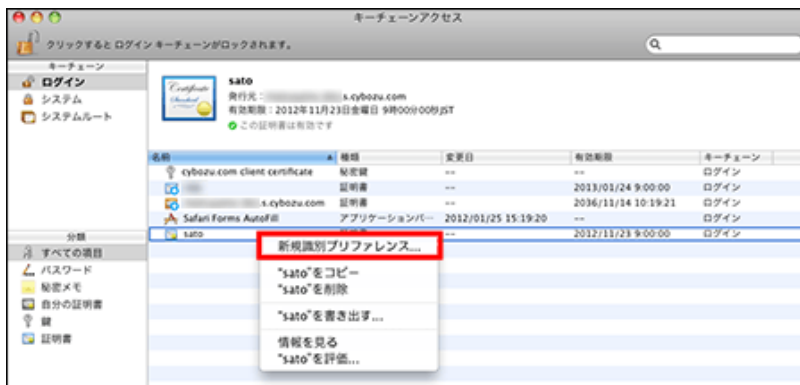 キーチェーンアクセス
クリックすると ログイン キーチェーンがロックされます。
キーチェーン
ログイン
システム
システムルート
Certificate
Standard
sato
発行元： s.cybozu.com
有効期限：2012年11月23日金曜日 9時00分00秒JST
この証明書は有効です
名前 種類 変更日 有効期限 キーチェーン
cybozu.com client certificate 秘密鍵 -- -- ログイン
証明書 -- 2013/01/24 9:00:00 ログイン
s.cybozu.com 証明書 -- 2036/11/14 10:19:21 ログイン
Safari Forms AutoFill アプリケーションパ… 2012/01/25 15:19:20 -- ログイン
sato -- 2012/11/23 9:00:00 ログイン
新規識別プリファレンス...
"sato"をコピー
"sato"を削除
"sato"を書き出す...
情報を見る
"sato"を評価...
分類
すべての項目
パスワード
秘密メモ
自分の証明書
鍵
証明書